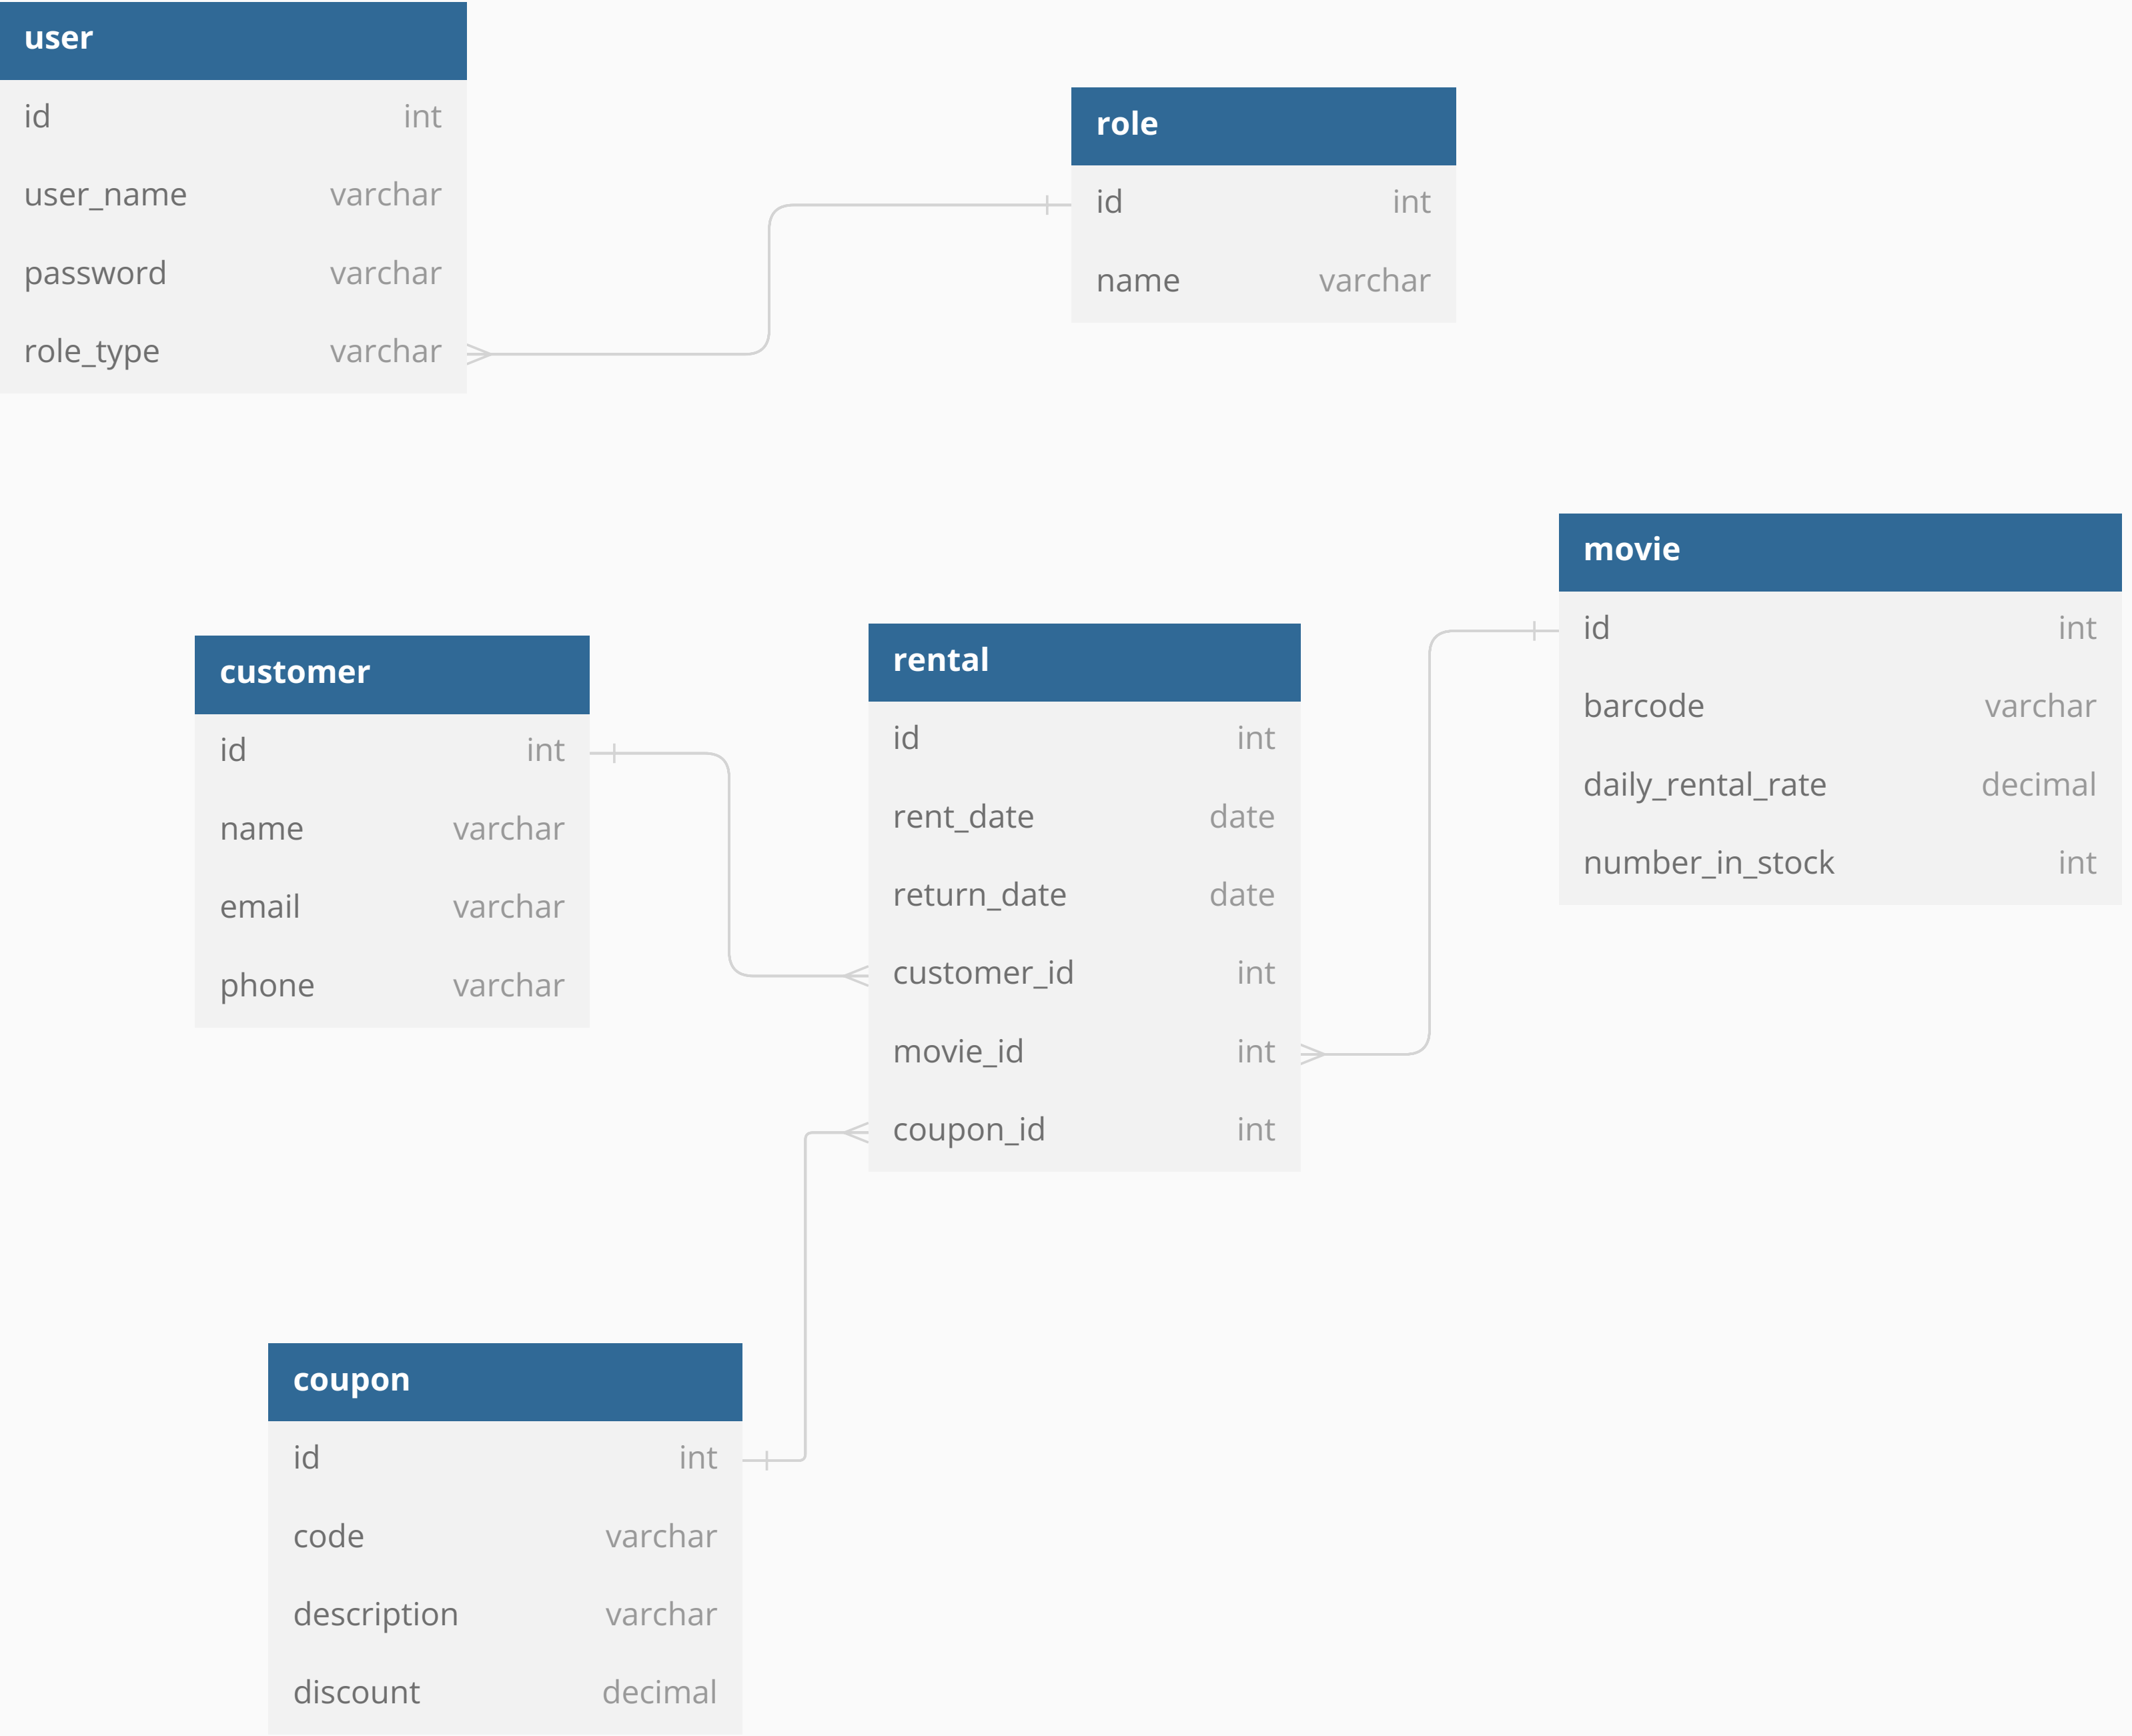 user
id int
user_name varchar
password varchar
role_type varchar
role
id int
name varchar
movie
id int
barcode varchar
daily_rental_rate decimal
number_in_stock int
customer
id int
name varchar
email varchar
phone varchar
rental
id int
rent_date date
return_date date
customer_id int
movie_id int
coupon_id int
coupon
id int
code varchar
description varchar
discount decimal